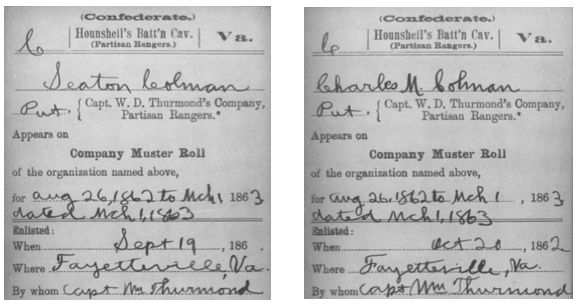 (Confederate.)
C | Hounshell's Batt'n Cav. | Va.
(Partisan Rangers.)
Seaton Colman
Pvt. { Capt. W. D. Thurmond's Company,
Partisan Rangers.*
Appears on
Company Muster Roll
of the organization named above,
for Aug 26, 1862 to Mch 1, 1863
dated Mch 1, 1863
Enlisted:
When Sept 19, 186 .
Where Fayetteville, Va.
By whom Capt Wm Thurmond
(Confederate.)
C | Hounshell's Batt'n Cav. | Va.
(Partisan Rangers.)
Charles M. Colman
Pvt. { Capt. W. D. Thurmond's Company,
Partisan Rangers.*
Appears on
Company Muster Roll
of the organization named above,
for Aug 26, 1862 to Mch 1, 1863
dated Mch 1, 1863
Enlisted:
When Oct 20, 1862
Where Fayetteville, Va.
By whom Capt Wm Thurmond